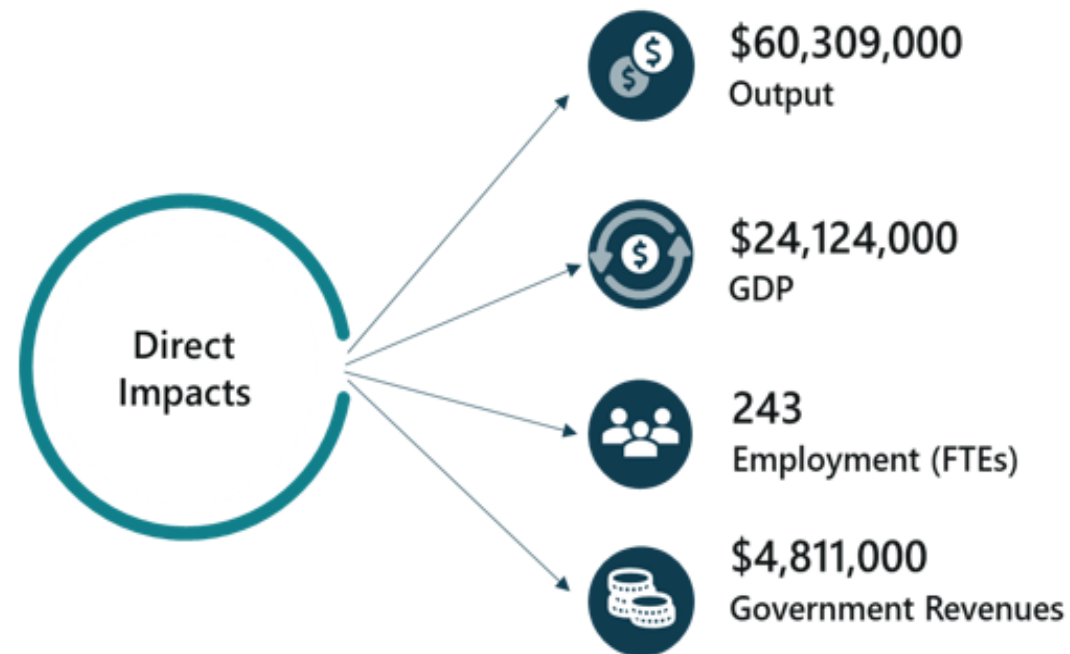 Direct
Impacts
$60,309,000
Output
$24,124,000
GDP
243
Employment (FTEs)
$4,811,000
Government Revenues